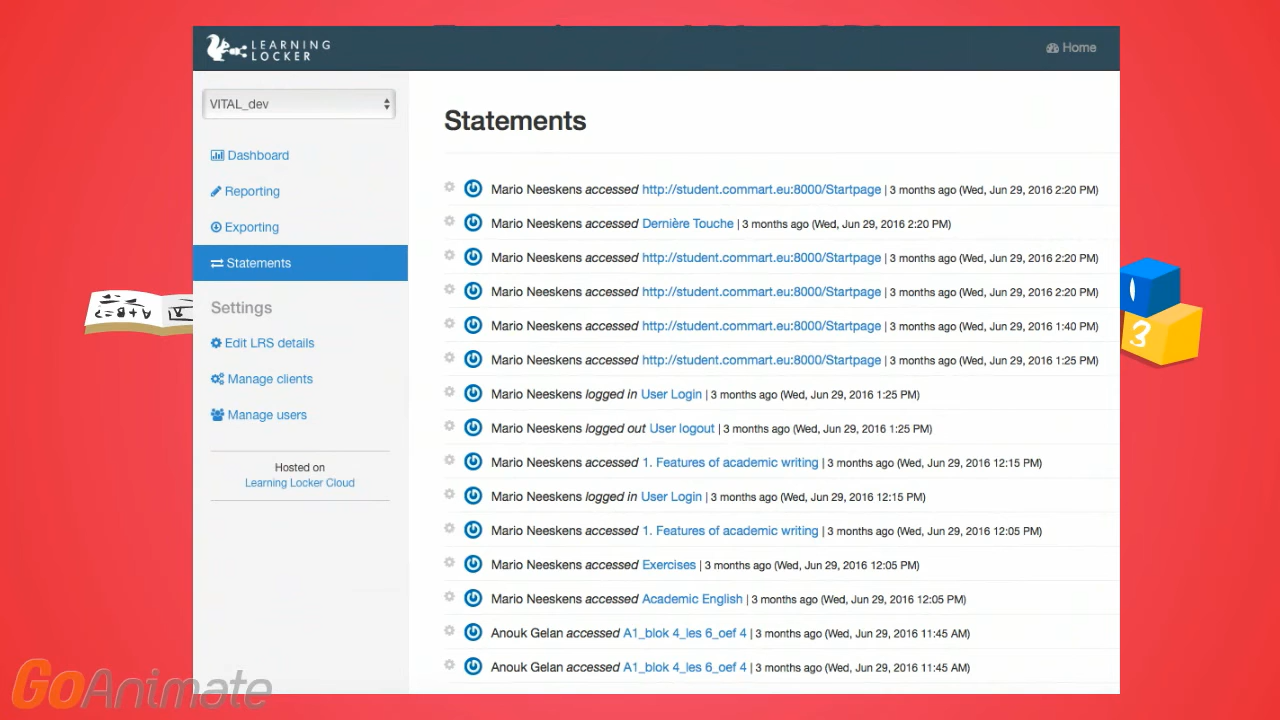 LEARNING
LOCKER
Home
VITAL_dev
Dashboard
Reporting
Exporting
Statements
Settings
Edit LRS details
Manage clients
Manage users
Hosted on
Learning Locker Cloud
Statements
Mario Neeskens accessed http://student.commart.eu:8000/Startpage | 3 months ago (Wed, Jun 29, 2016 2:20 PM)
Mario Neeskens accessed Dernière Touche | 3 months ago (Wed, Jun 29, 2016 2:20 PM)
Mario Neeskens accessed http://student.commart.eu:8000/Startpage | 3 months ago (Wed, Jun 29, 2016 2:20 PM)
Mario Neeskens accessed http://student.commart.eu:8000/Startpage | 3 months ago (Wed, Jun 29, 2016 2:20 PM)
Mario Neeskens accessed http://student.commart.eu:8000/Startpage | 3 months ago (Wed, Jun 29, 2016 1:40 PM)
Mario Neeskens accessed http://student.commart.eu:8000/Startpage | 3 months ago (Wed, Jun 29, 2016 1:25 PM)
Mario Neeskens logged in User Login | 3 months ago (Wed, Jun 29, 2016 1:25 PM)
Mario Neeskens logged out User logout | 3 months ago (Wed, Jun 29, 2016 1:25 PM)
Mario Neeskens accessed 1. Features of academic writing | 3 months ago (Wed, Jun 29, 2016 12:15 PM)
Mario Neeskens logged in User Login | 3 months ago (Wed, Jun 29, 2016 12:15 PM)
Mario Neeskens accessed 1. Features of academic writing | 3 months ago (Wed, Jun 29, 2016 12:05 PM)
Mario Neeskens accessed Exercises | 3 months ago (Wed, Jun 29, 2016 12:05 PM)
Mario Neeskens accessed Academic English | 3 months ago (Wed, Jun 29, 2016 12:05 PM)
Anouk Gelan accessed A1_blok 4_les 6_oef 4 | 3 months ago (Wed, Jun 29, 2016 11:45 AM)
Anouk Gelan accessed A1_blok 4_les 6_oef 4 | 3 months ago (Wed, Jun 29, 2016 11:45 AM)
1
3
GoAnimate